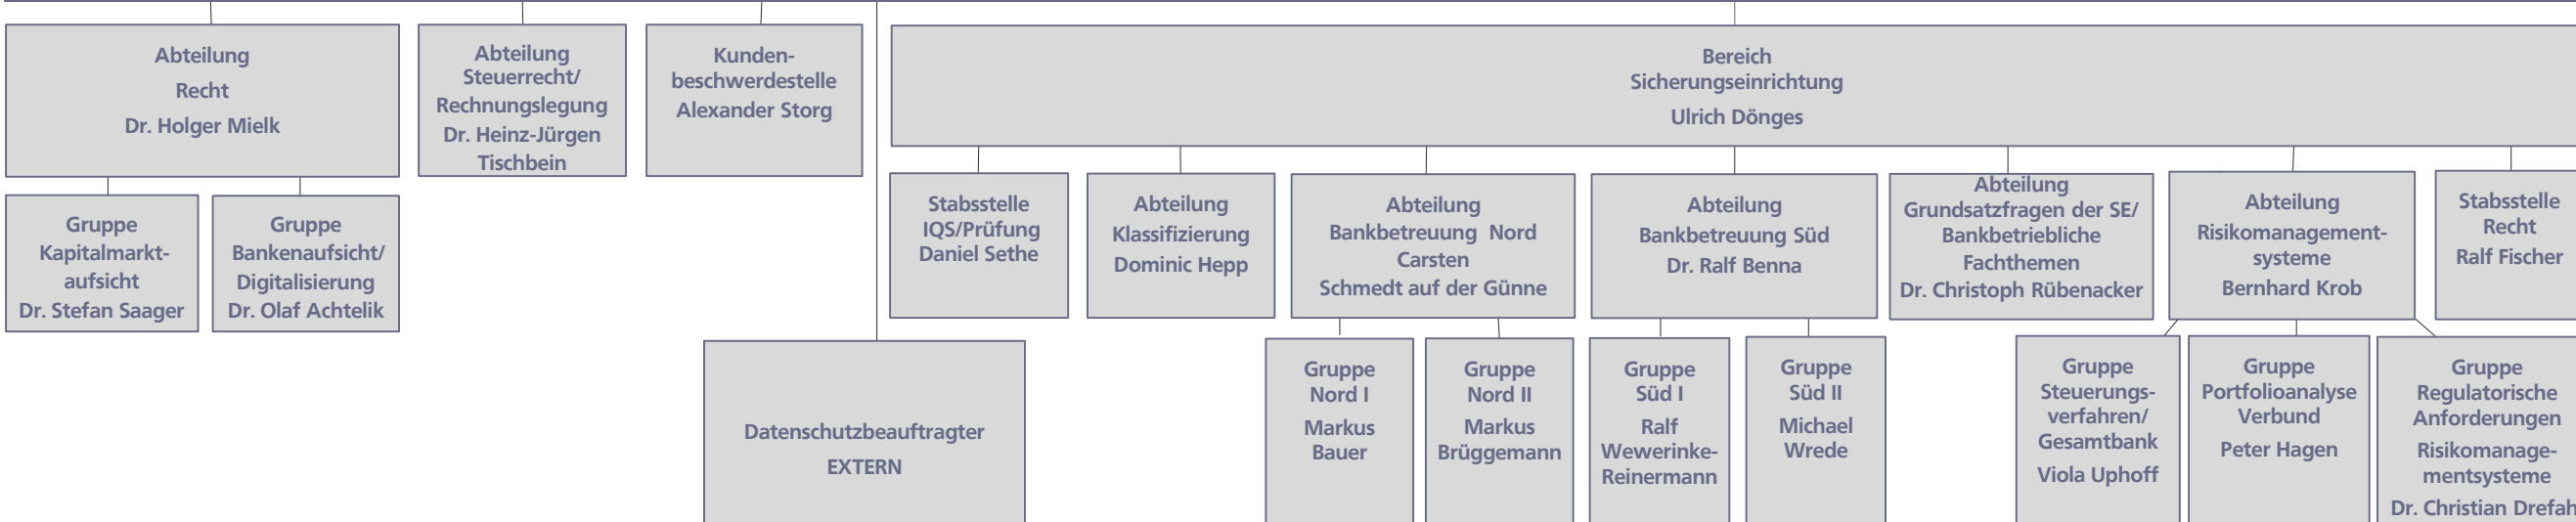 Abteilung
Recht
Dr. Holger Mielk
Abteilung
Steuerrecht/
Rechnungslegung
Dr. Heinz-Jürgen
Tischbein
Kunden-
beschwerdestelle
Alexander Storg
Bereich
Sicherungseinrichtung
Ulrich Dönges
Gruppe
Kapitalmarkt-
aufsicht
Dr. Stefan Saager
Gruppe
Bankenaufsicht/
Digitalisierung
Dr. Olaf Achtelik
Stabsstelle
IQS/Prüfung
Daniel Sethe
Abteilung
Klassifizierung
Dominic Hepp
Abteilung
Bankbetreuung Nord
Carsten
Schmedt auf der Günne
Abteilung
Bankbetreuung Süd
Dr. Ralf Benna
Abteilung
Grundsatzfragen der SE/
Bankbetriebliche
Fachthemen
Dr. Christoph Rübenacker
Abteilung
Risikomanagement-
systeme
Bernhard Krob
Stabsstelle
Recht
Ralf Fischer
Datenschutzbeauftragter
EXTERN
Gruppe
Nord I
Markus
Bauer
Gruppe
Nord II
Markus
Brüggemann
Gruppe
Süd I
Ralf
Wewerinke-
Reinermann
Gruppe
Süd II
Michael
Wrede
Gruppe
Steuerungs-
verfahren/
Gesamtbank
Viola Uphoff
Gruppe
Portfolioanalyse
Verbund
Peter Hagen
Gruppe
Regulatorische
Anforderungen
Risikomanage-
mentsysteme
Dr. Christian